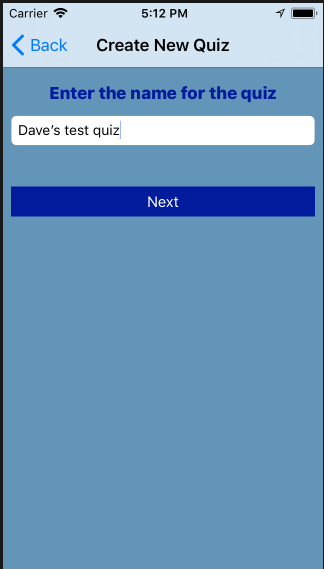 Carrier 5:12 PM
Back Create New Quiz
Enter the name for the quiz
Dave’s test quiz
Next